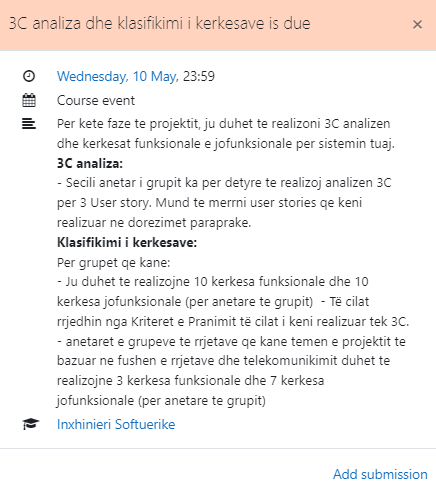 3C analiza dhe klasifikimi i kerkesave is due
×
Wednesday, 10 May, 23:59
Course event
Per kete faze te projektit, ju duhet te realizoni 3C analizen
dhe kerkesat funksionale e jofunksionale per sistemin tuaj.
3C analiza:
- Secili anetar i grupit ka per detyre te realizoj analizen 3C
per 3 User story. Mund te merrni user stories qe keni
realizuar ne dorezimet paraprake.
Klasifikimi i kerkesave:
Per grupet qe kane:
- Ju duhet te realizojne 10 kerkesa funksionale dhe 10
kerkesa jofunksionale (per anetare te grupit)  - Të cilat
rrjedhin nga Kriteret e Pranimit të cilat i keni realizuar tek 3C.
- anetaret e grupeve te rrjetave qe kane temen e projektit te
bazuar ne fushen e rrjetave dhe telekomunikimit duhet te
realizojne 3 kerkesa funksionale dhe 7 kerkesa
jofunksionale (per anetare te grupit)
Inxhinieri Softuerike
Add submission